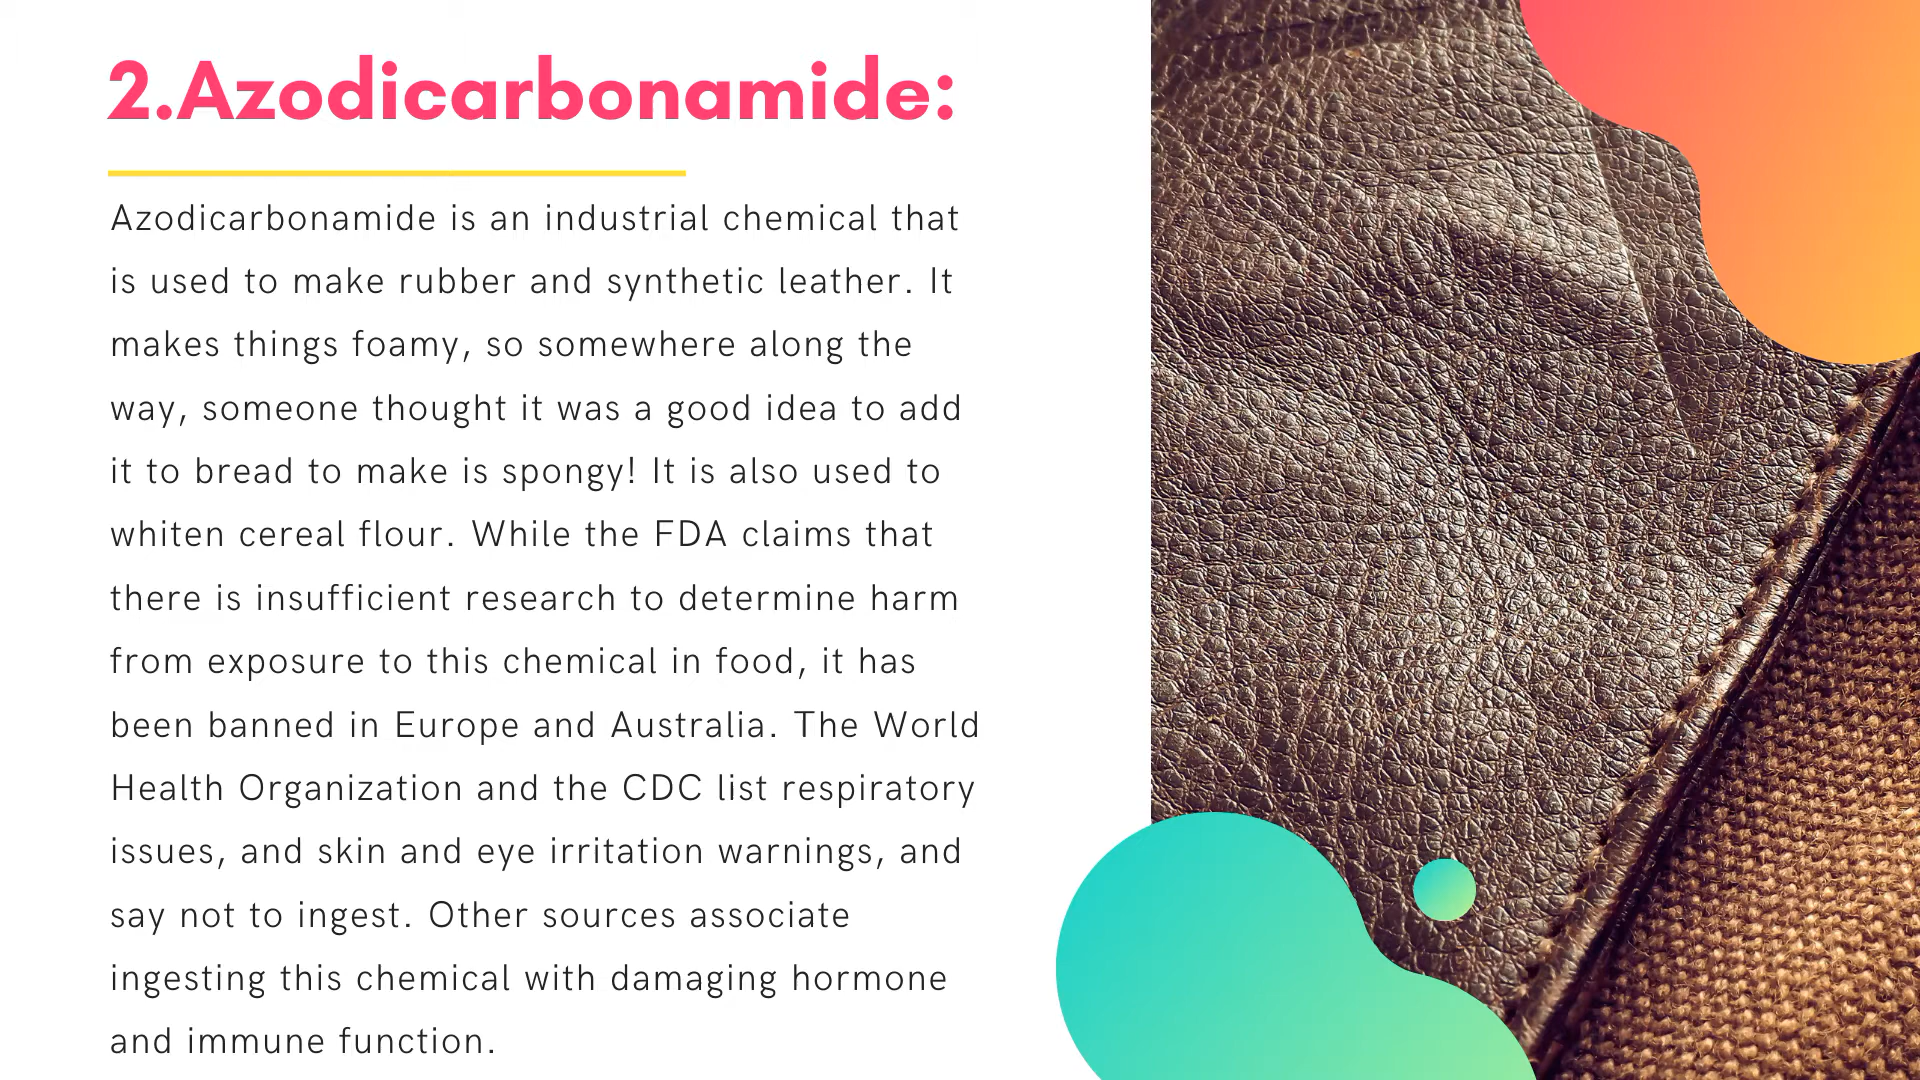 2.Azodicarbonamide:
Azodicarbonamide is an industrial chemical that
is used to make rubber and synthetic leather. It
makes things foamy, so somewhere along the
way, someone thought it was a good idea to add
it to bread to make is spongy! It is also used to
whiten cereal flour. While the FDA claims that
there is insufficient research to determine harm
from exposure to this chemical in food, it has
been banned in Europe and Australia. The World
Health Organization and the CDC list respiratory
issues, and skin and eye irritation warnings, and
say not to ingest. Other sources associate
ingesting this chemical with damaging hormone
and immune function.